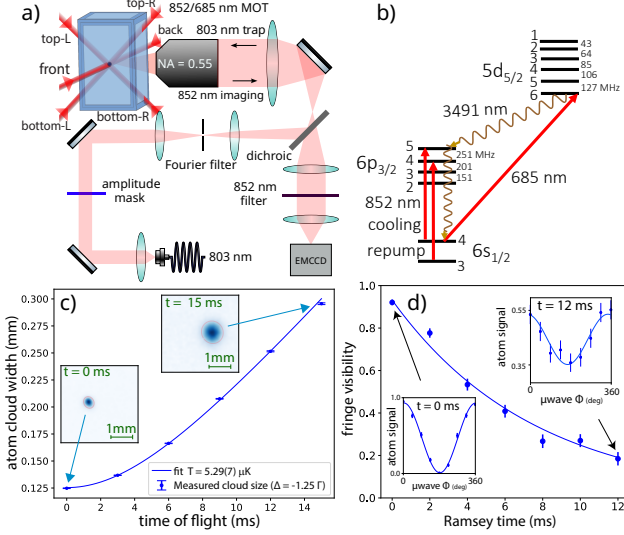 a)
852/685 nm MOT
803 nm trap
top-R
top-L
back
front
NA = 0.55
bottom-L
bottom-R
852 nm imaging
Fourier filter
dichroic
amplitude
mask
852 nm
filter
803 nm
EMCCD
b)
1
2
3
4
5
6
43
64
85
106
127 MHz
5d5/2
3491 nm
5
4
3
2
251 MHz
201
151
6p3/2
685 nm
852 nm
cooling
repump
4
3
6s1/2
c)
t = 15 ms
1mm
t = 0 ms
1mm
fit T = 5.29(7) μK
Measured cloud size (Δ = -1.25 Γ)
atom cloud width (mm)
0.300
0.275
0.250
0.225
0.200
0.175
0.150
0.125
0 2 4 6 8 10 12 14
time of flight (ms)
d)
t = 12 ms
atom signal
0.55
0.35
0 360
μwave Φ (deg)
t = 0 ms
atom signal
1.0
0.0
0 360
μwave Φ (deg)
fringe visibility
1.0
0.8
0.6
0.4
0.2
0.0
0 2 4 6 8 10 12
Ramsey time (ms)